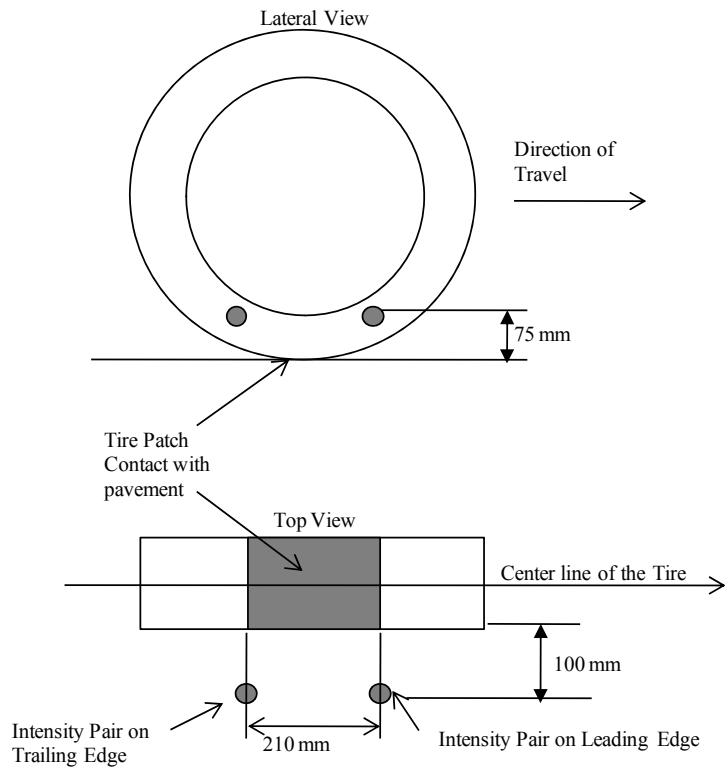 Lateral View
Direction of
Travel
75 mm
Tire Patch
Contact with
pavement
Top View
Center line of the Tire
100 mm
Intensity Pair on
Trailing Edge
210 mm
Intensity Pair on Leading Edge